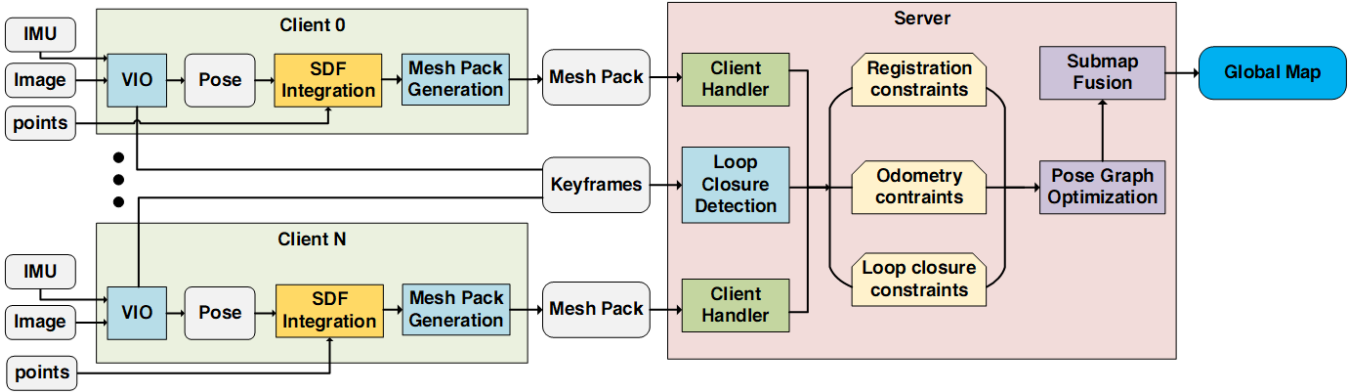 Client 0
IMU
Image
points
VIO
Pose
SDF
Integration
Mesh Pack
Generation
Mesh Pack
Keyframes
Client N
IMU
Image
points
VIO
Pose
SDF
Integration
Mesh Pack
Generation
Mesh Pack
Server
Client
Handler
Loop
Closure
Detection
Client
Handler
Registration
constraints
Odometry
contraints
Loop closure
constraints
Submap
Fusion
Pose Graph
Optimization
Global Map